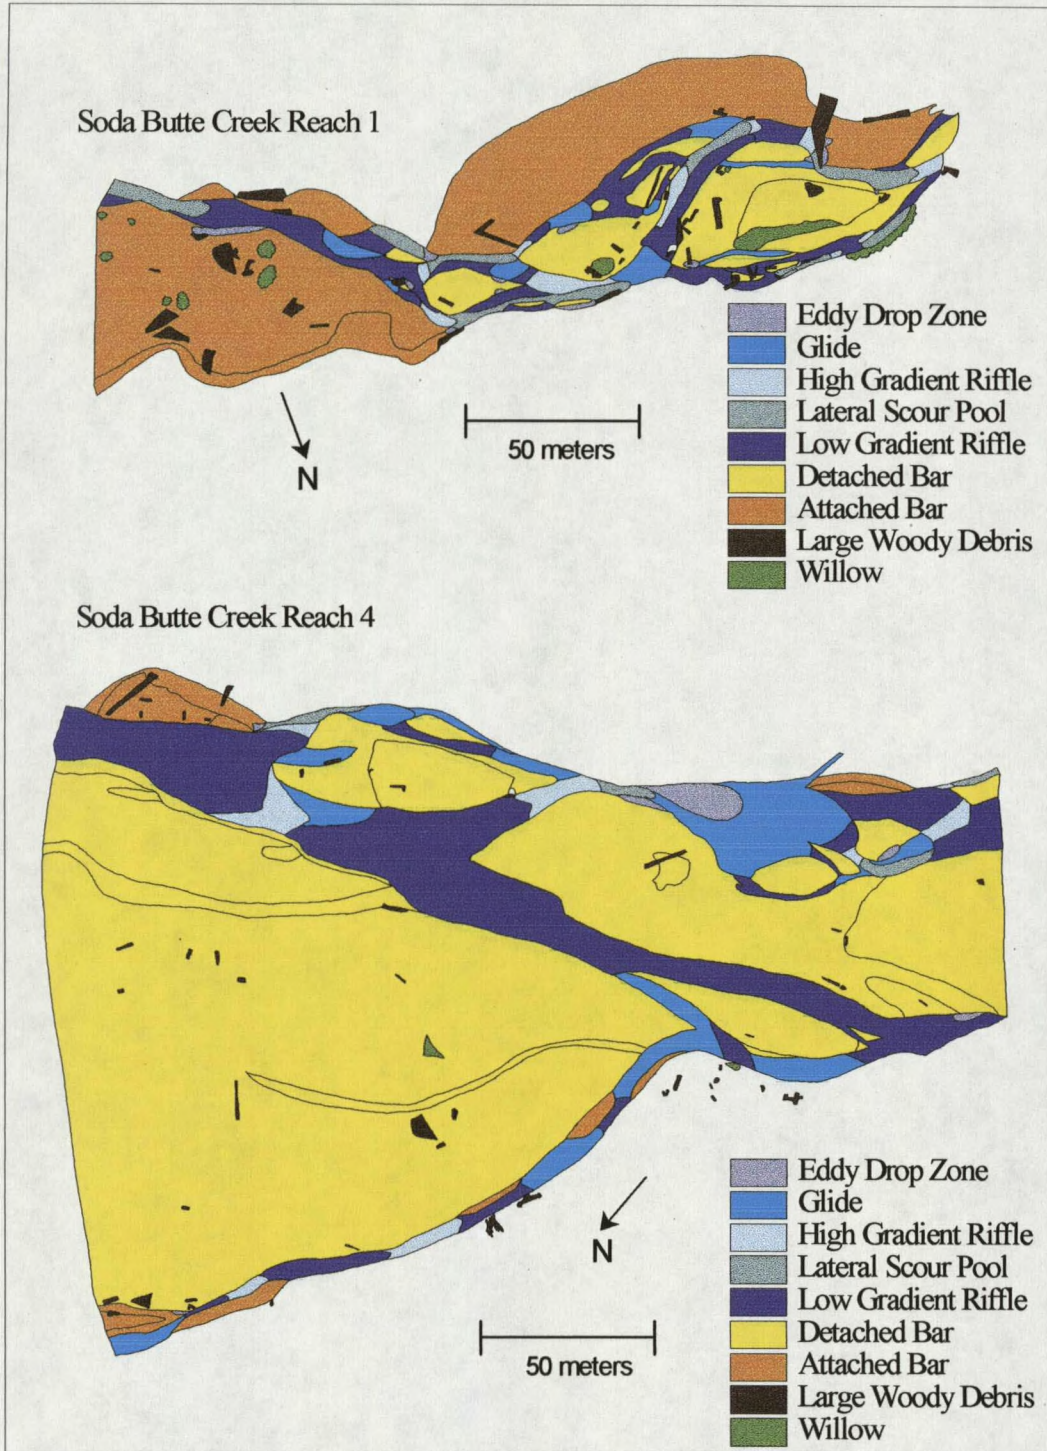 Soda Butte Creek Reach 1
Eddy Drop Zone
Glide
High Gradient Riffle
Lateral Scour Pool
Low Gradient Riffle
Detached Bar
Attached Bar
Large Woody Debris
Willow
50 meters
N
Soda Butte Creek Reach 4
Eddy Drop Zone
Glide
High Gradient Riffle
Lateral Scour Pool
Low Gradient Riffle
Detached Bar
Attached Bar
Large Woody Debris
Willow
N
50 meters